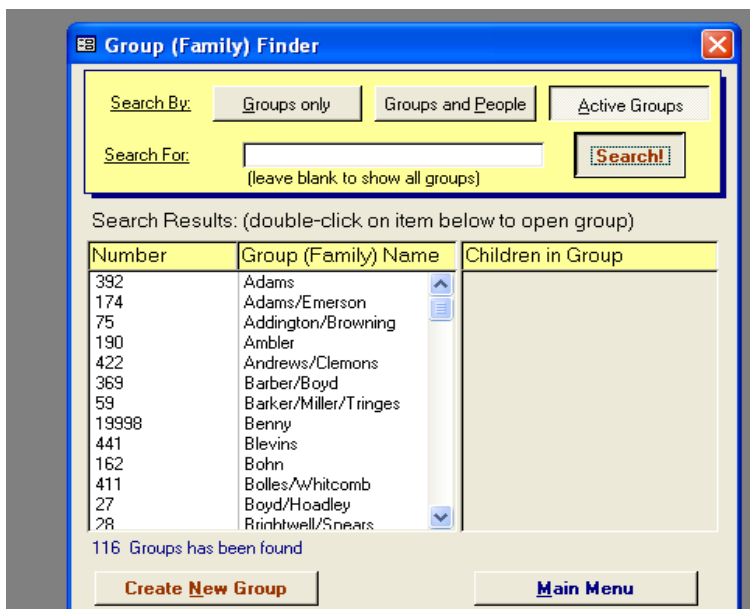 Group (Family) Finder
Search By: Groups only Groups and People Active Groups
Search For: Search!
(leave blank to show all groups)
Search Results: (double-click on item below to open group)
Number Group (Family) Name Children in Group
392 Adams
174 Adams/Emerson
75 Addington/Browning
190 Ambler
422 Andrews/Clemons
369 Barber/Boyd
59 Barker/Miller/Tringes
19998 Benny
441 Blevins
162 Bohn
411 Bolles/Whitcomb
27 Boyd/Hoadley
28 Brightwell/Spears
116 Groups has been found
Create New Group Main Menu